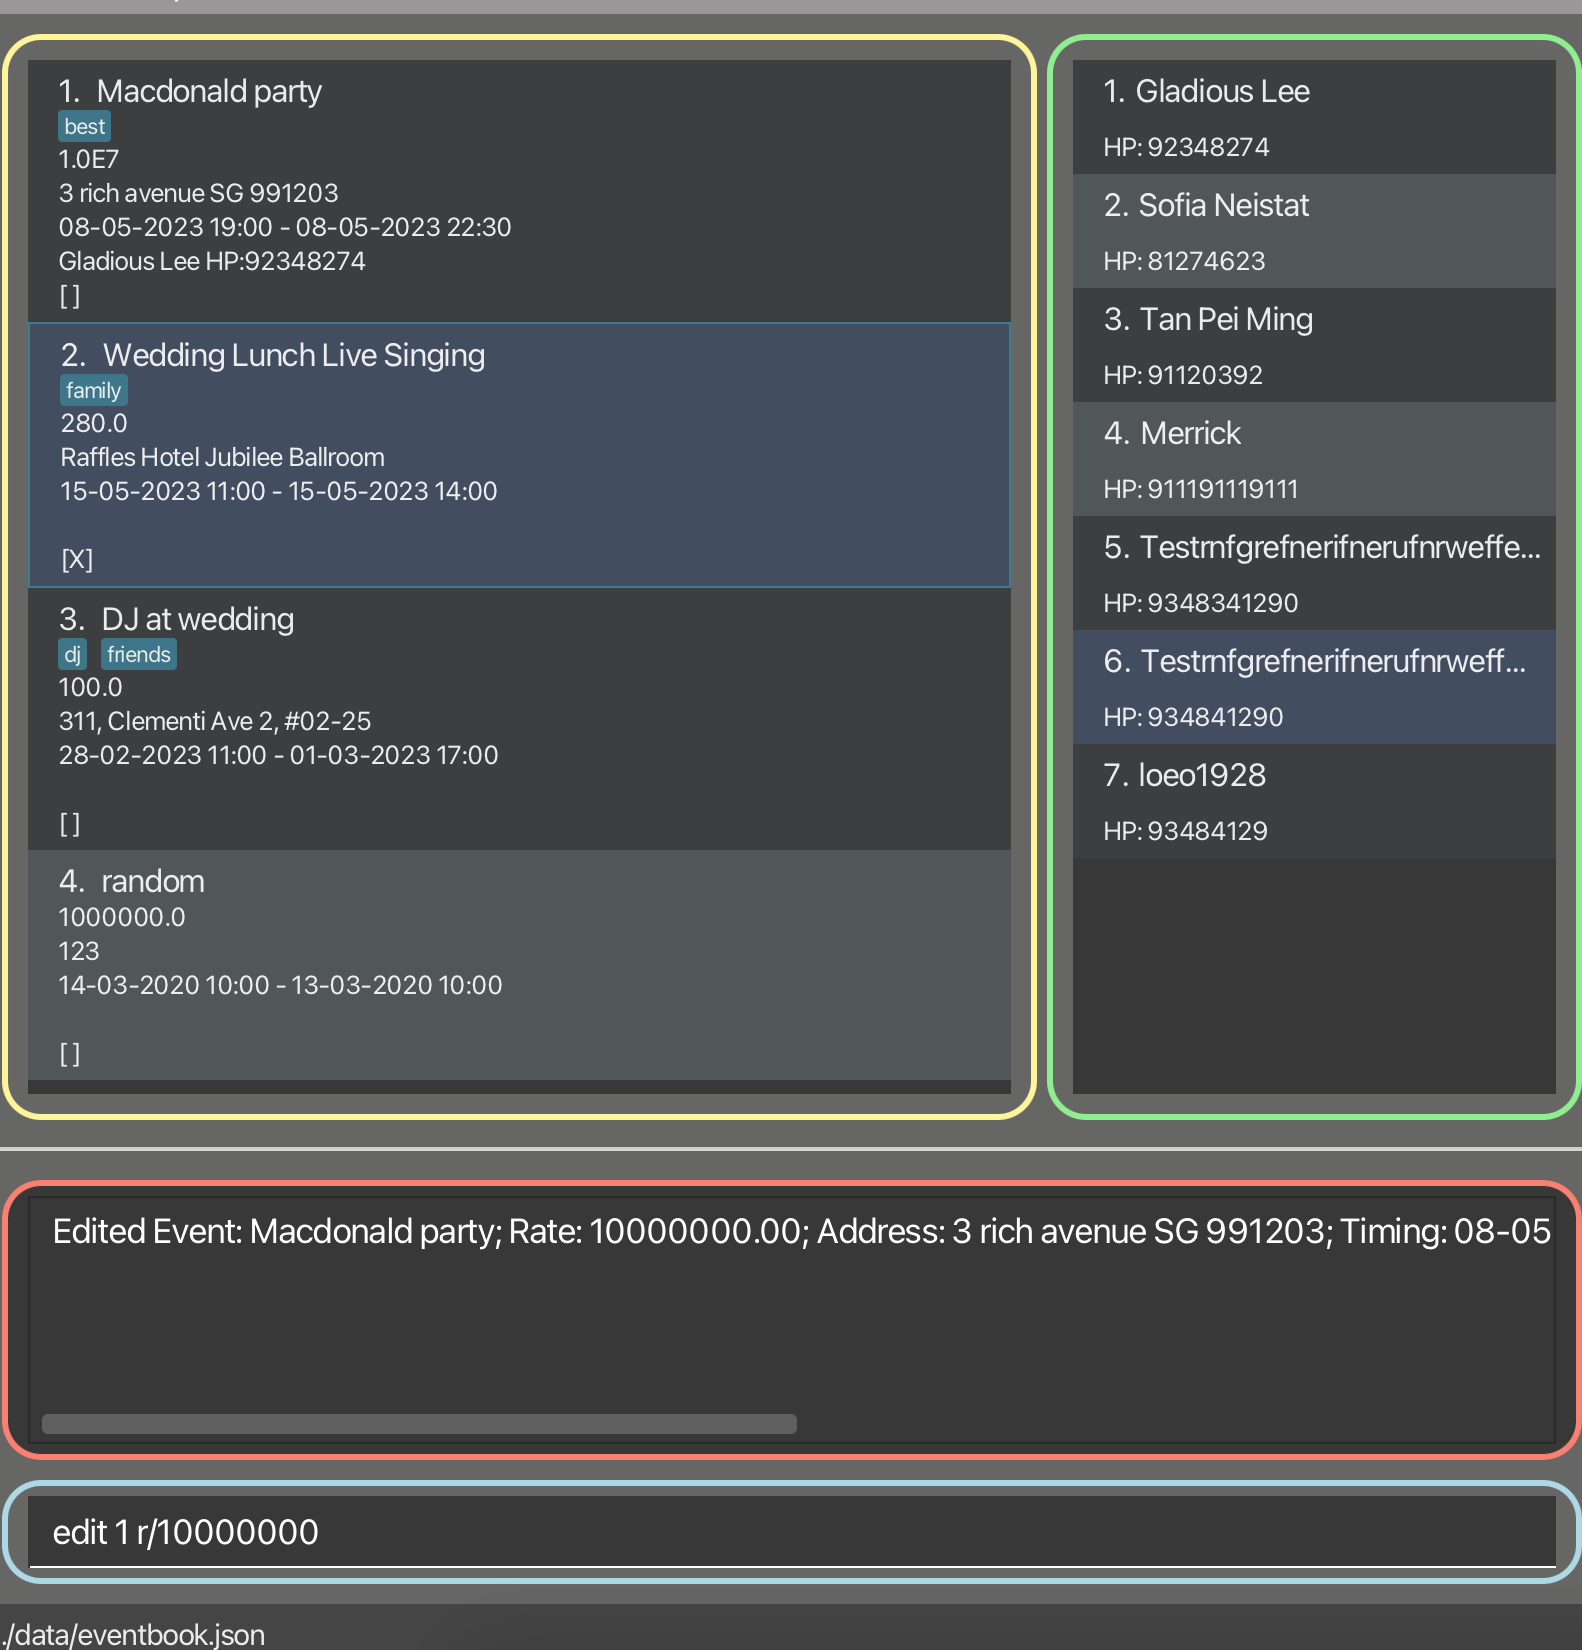 1. Macdonald party
best
1.0E7
3 rich avenue SG 991203
08-05-2023 19:00 - 08-05-2023 22:30
Gladious Lee HP:92348274
[ ]
2. Wedding Lunch Live Singing
family
280.0
Raffles Hotel Jubilee Ballroom
15-05-2023 11:00 - 15-05-2023 14:00
[X]
3. DJ at wedding
dj friends
100.0
311, Clementi Ave 2, #02-25
28-02-2023 11:00 - 01-03-2023 17:00
[ ]
4. random
1000000.0
123
14-03-2020 10:00 - 13-03-2020 10:00
[ ]
1. Gladious Lee
HP: 92348274
2. Sofia Neistat
HP: 81274623
3. Tan Pei Ming
HP: 91120392
4. Merrick
HP: 911191119111
5. Testrnfgrefnerifnerufnrweffe...
HP: 9348341290
6. Testrnfgrefnerifnerufnrweff...
HP: 934841290
7. loeo1928
HP: 93484129
Edited Event: Macdonald party; Rate: 10000000.00; Address: 3 rich avenue SG 991203; Timing: 08-05
edit 1 r/10000000
./data/eventbook.json